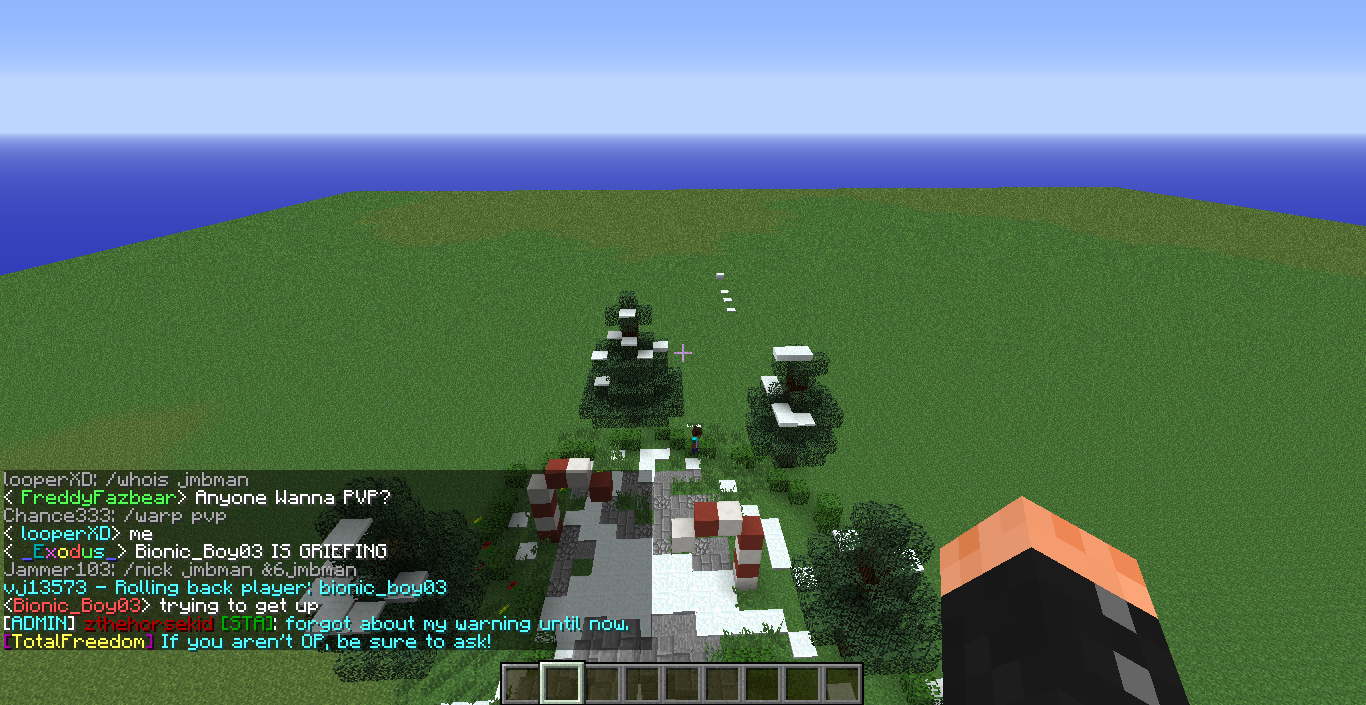 looperXD: /whois jmbman
< FreddyFazbear> Anyone Wanna PVP?
Chance333: /warp pvp
< looperXD> me
< _Exodus_> Bionic_Boy03 IS GRIEFING
Jammer103: /nick jmbman &6jmbman
vj13573 - Rolling back player: bionic_boy03
<Bionic_Boy03> trying to get up
[ADMIN] zthehorsekid [STA]: forgot about my warning until now.
[TotalFreedom] If you aren't OP, be sure to ask!